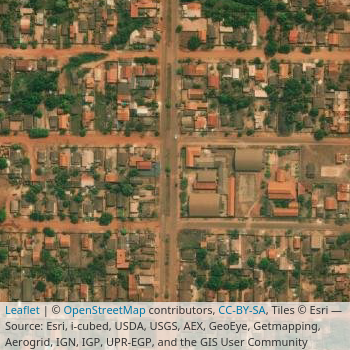 Leaflet | © OpenStreetMap contributors, CC-BY-SA, Tiles © Esri —
Source: Esri, i-cubed, USDA, USGS, AEX, GeoEye, Getmapping,
Aerogrid, IGN, IGP, UPR-EGP, and the GIS User Community